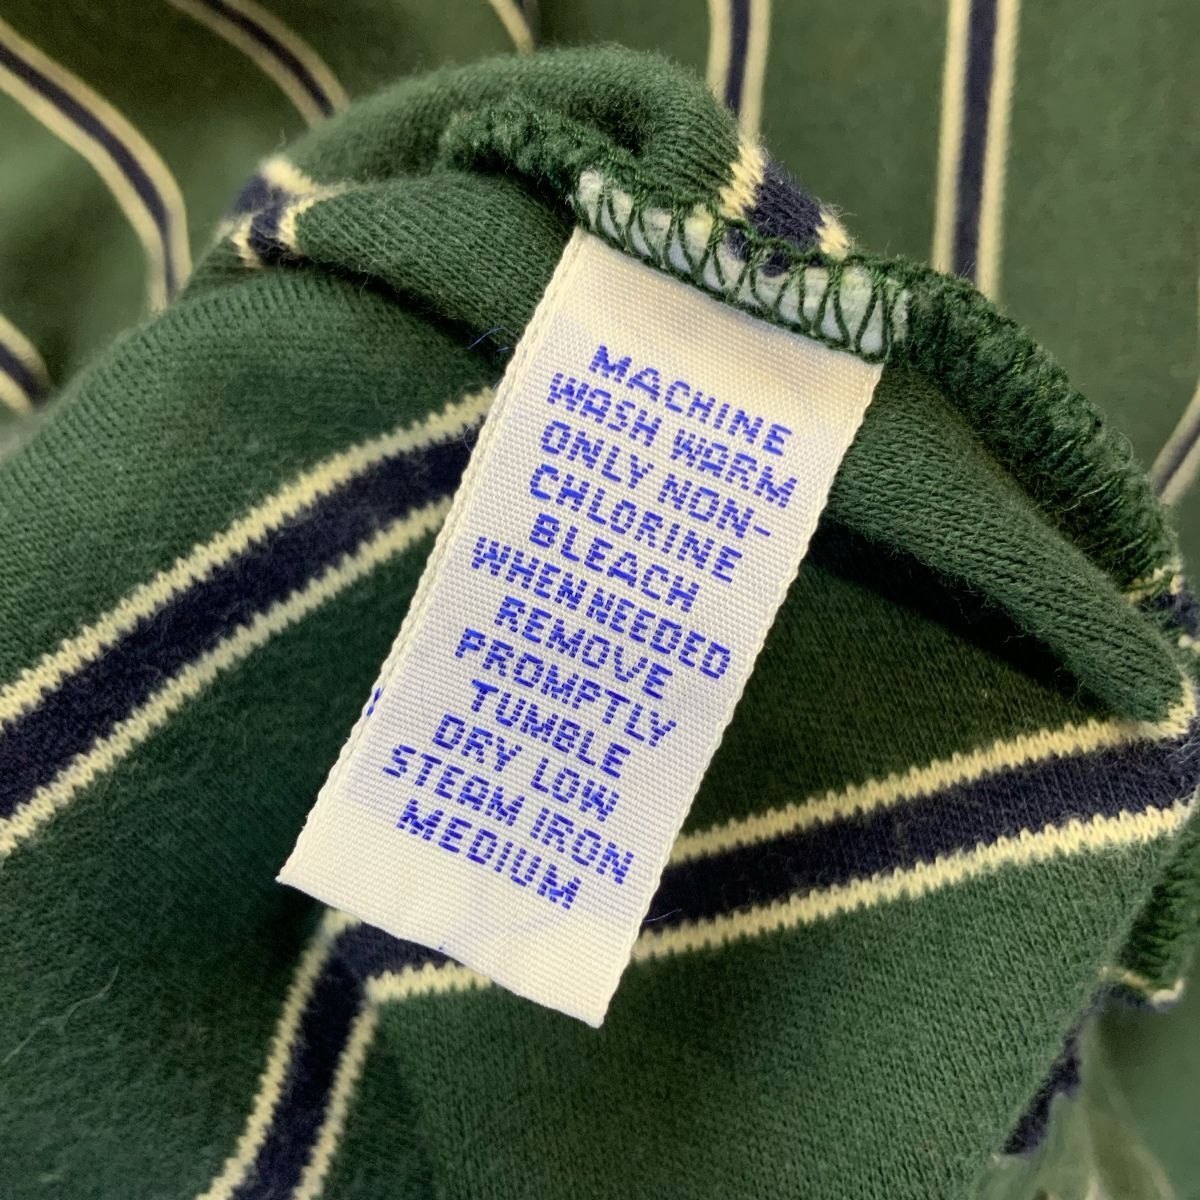 MACHINE
WASH WARM
ONLY NON-
CHLORINE
BLEACH
WHEN NEEDED
REMOVE
PROMPTLY
TUMBLE
DRY LOW
STEAM IRON
MEDIUM